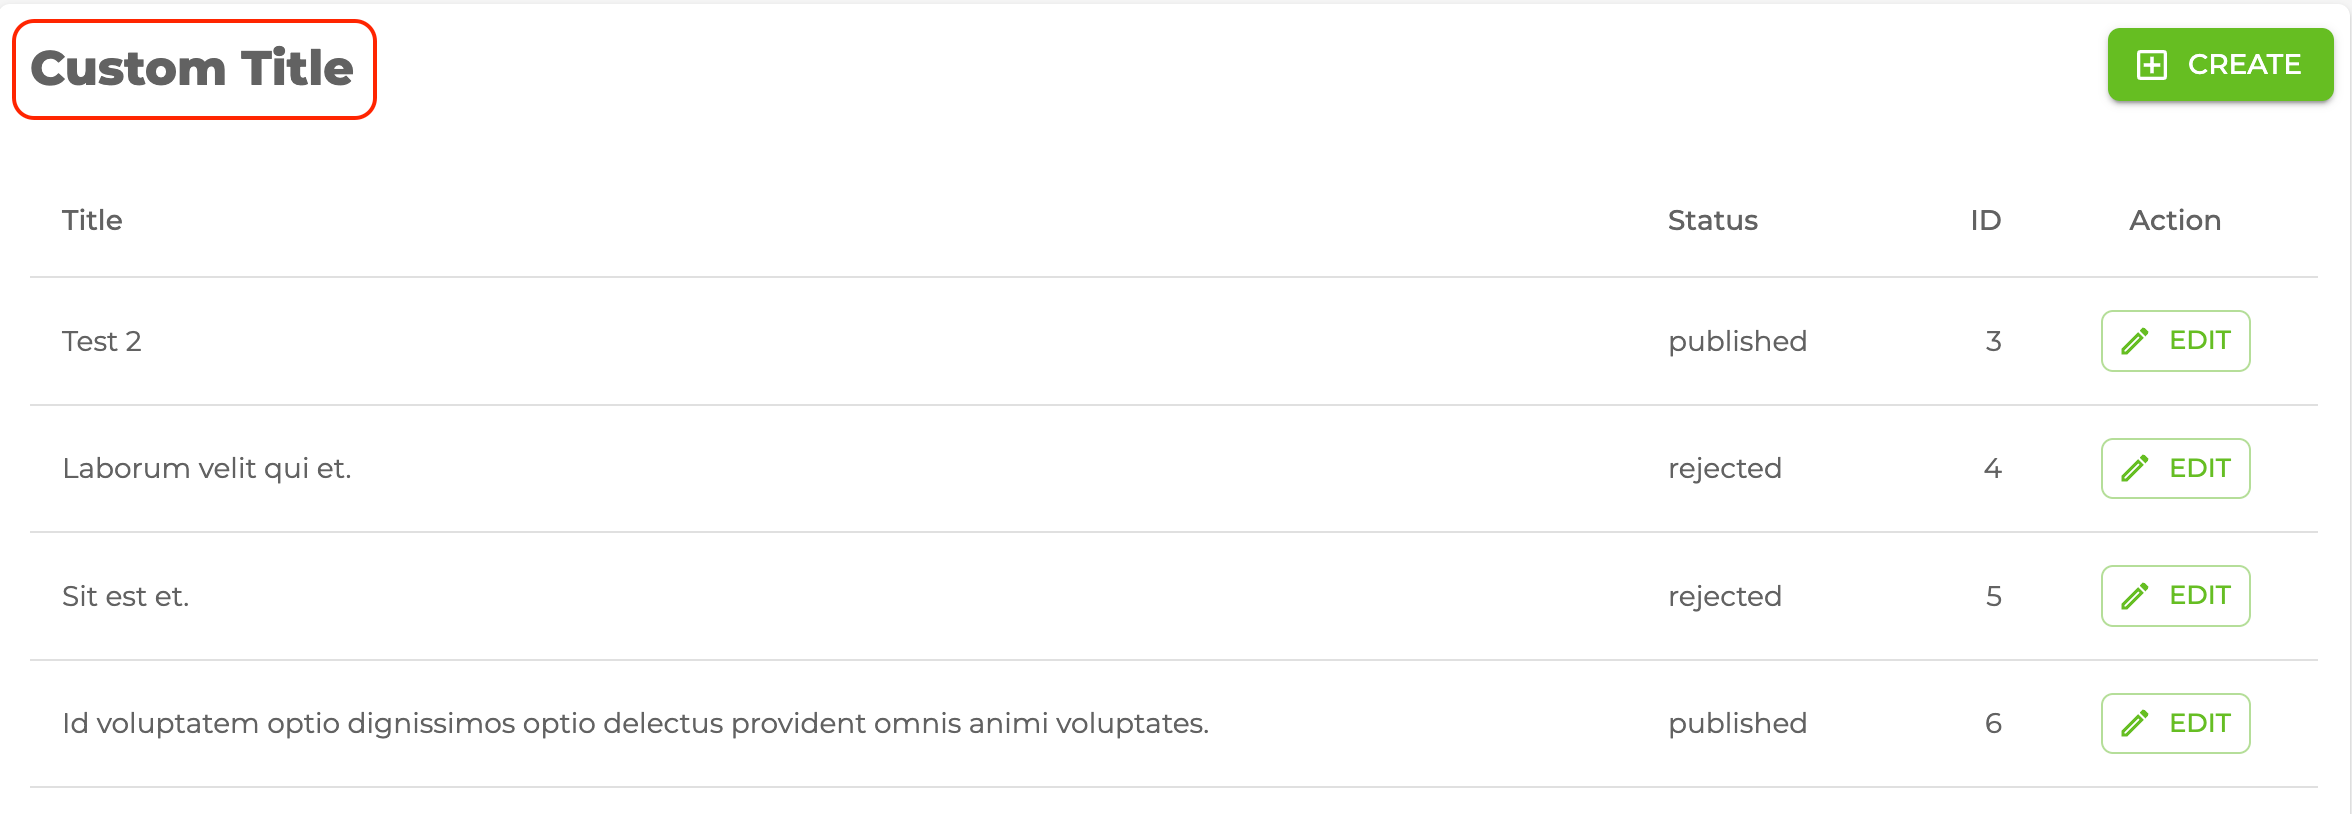 Custom Title
CREATE
Title Status ID Action
Test 2 published 3 EDIT
Laborum velit qui et. rejected 4 EDIT
Sit est et. rejected 5 EDIT
Id voluptatem optio dignissimos optio delectus provident omnis animi voluptates. published 6 EDIT